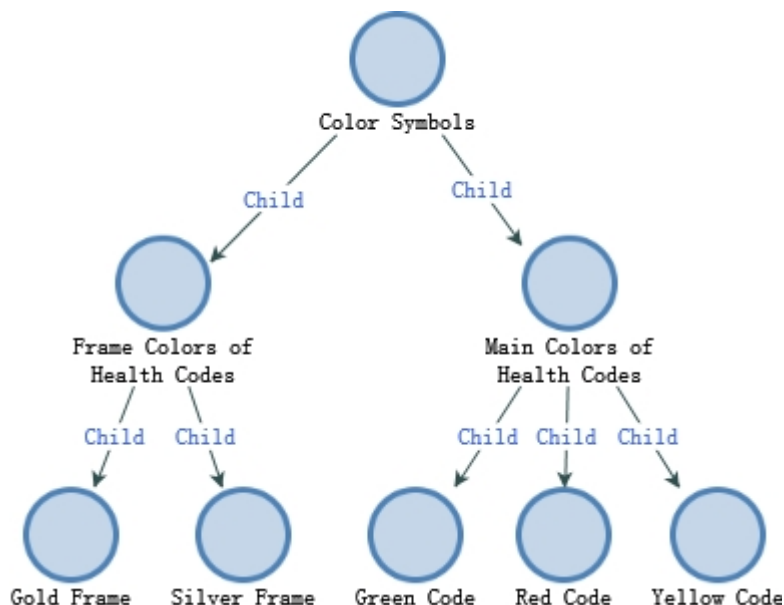 Color Symbols
Child
Child
Frame Colors of
Health Codes
Main Colors of
Health Codes
Child
Child
Child
Child
Child
Gold Frame
Silver Frame
Green Code
Red Code
Yellow Code